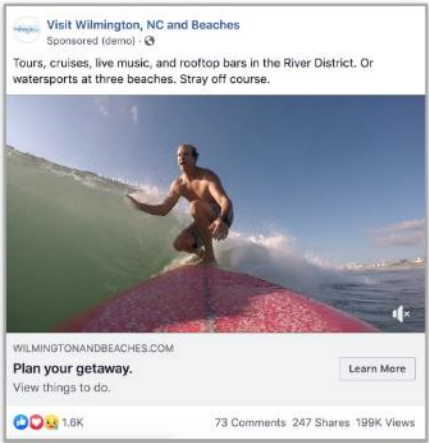 Visit Wilmington, NC and Beaches
Sponsored (demo) ·
Tours, cruises, live music, and rooftop bars in the River District. Or
watersports at three beaches. Stray off course.
WILMINGTONANDBEACHES.COM
Plan your getaway.
Learn More
View things to do.
1.6K
73 Comments 247 Shares 199K Views